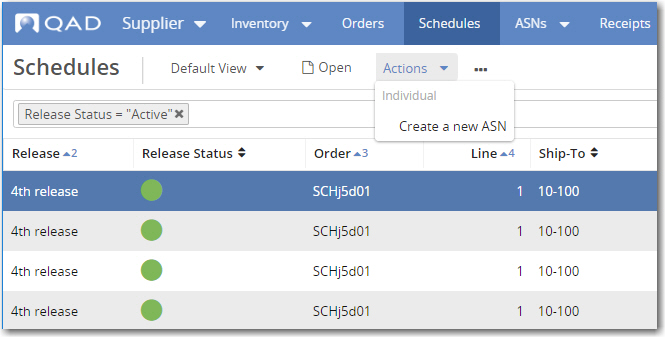 QAD Supplier Inventory Orders Schedules ASNs Receipts
Schedules Default View Open Actions •••
Individual
Release Status = "Active"
Create a new ASN
Release 2 Release Status Order 3 Line 4 Ship-To
4th release SCHj5d01 1 10-100
4th release SCHj5d01 1 10-100
4th release SCHj5d01 1 10-100
4th release SCHj5d01 1 10-100